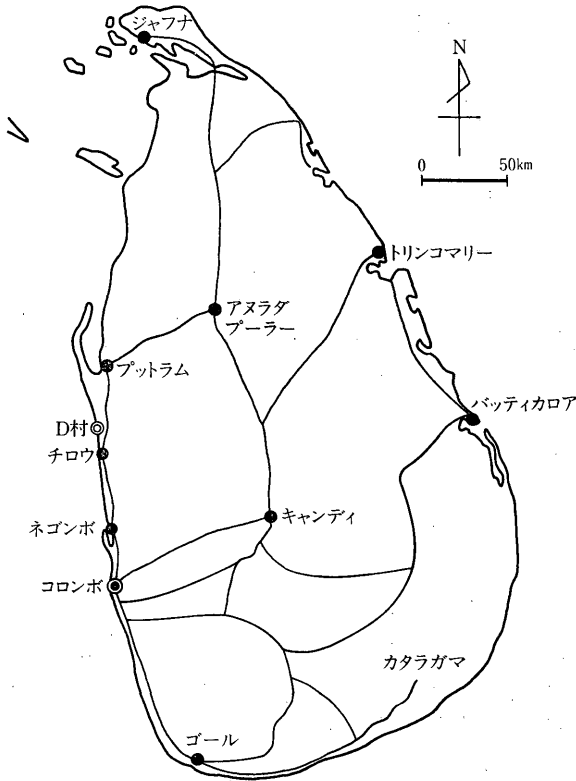 ジャフナ
N
0 50km
トリンコマリー
アヌラダ
プーラー
プットラム
バッティカロア
D村
チロウ
ネゴンボ
キャンディ
コロンボ
カタラガマ
ゴール